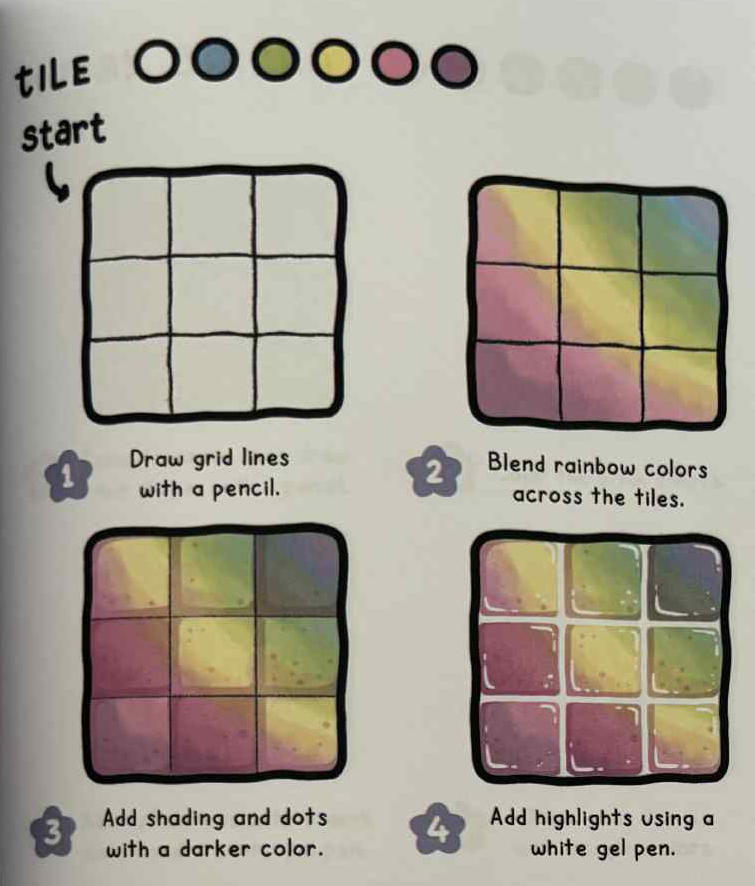 tILE
start
1
Draw grid lines
with a pencil.
2
Blend rainbow colors
across the tiles.
3
Add shading and dots
with a darker color.
4
Add highlights using a
white gel pen.